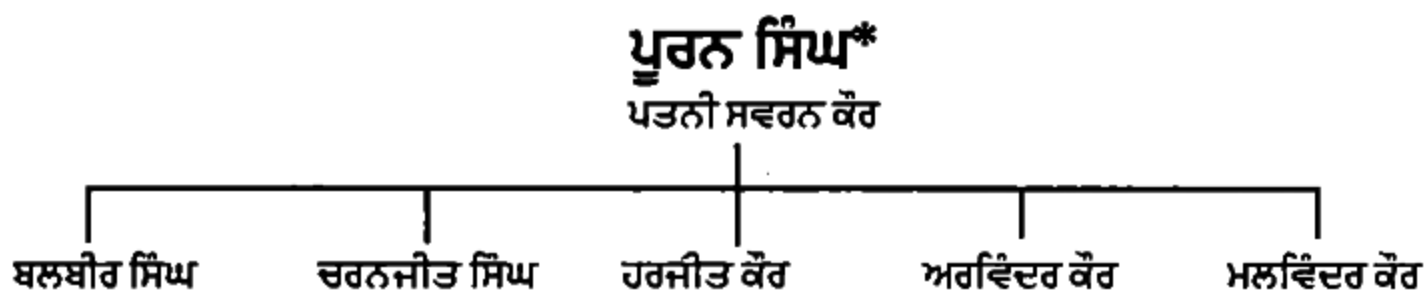 ਪੂਰਨ ਸਿੰਘ*
ਪਤਨੀ ਸਵਰਨ ਕੌਰ
ਬਲਬੀਰ ਸਿੰਘ ਚਰਨਜੀਤ ਸਿੰਘ ਹਰਜੀਤ ਕੌਰ ਅਰਵਿੰਦਰ ਕੌਰ ਮਲਵਿੰਦਰ ਕੌਰ